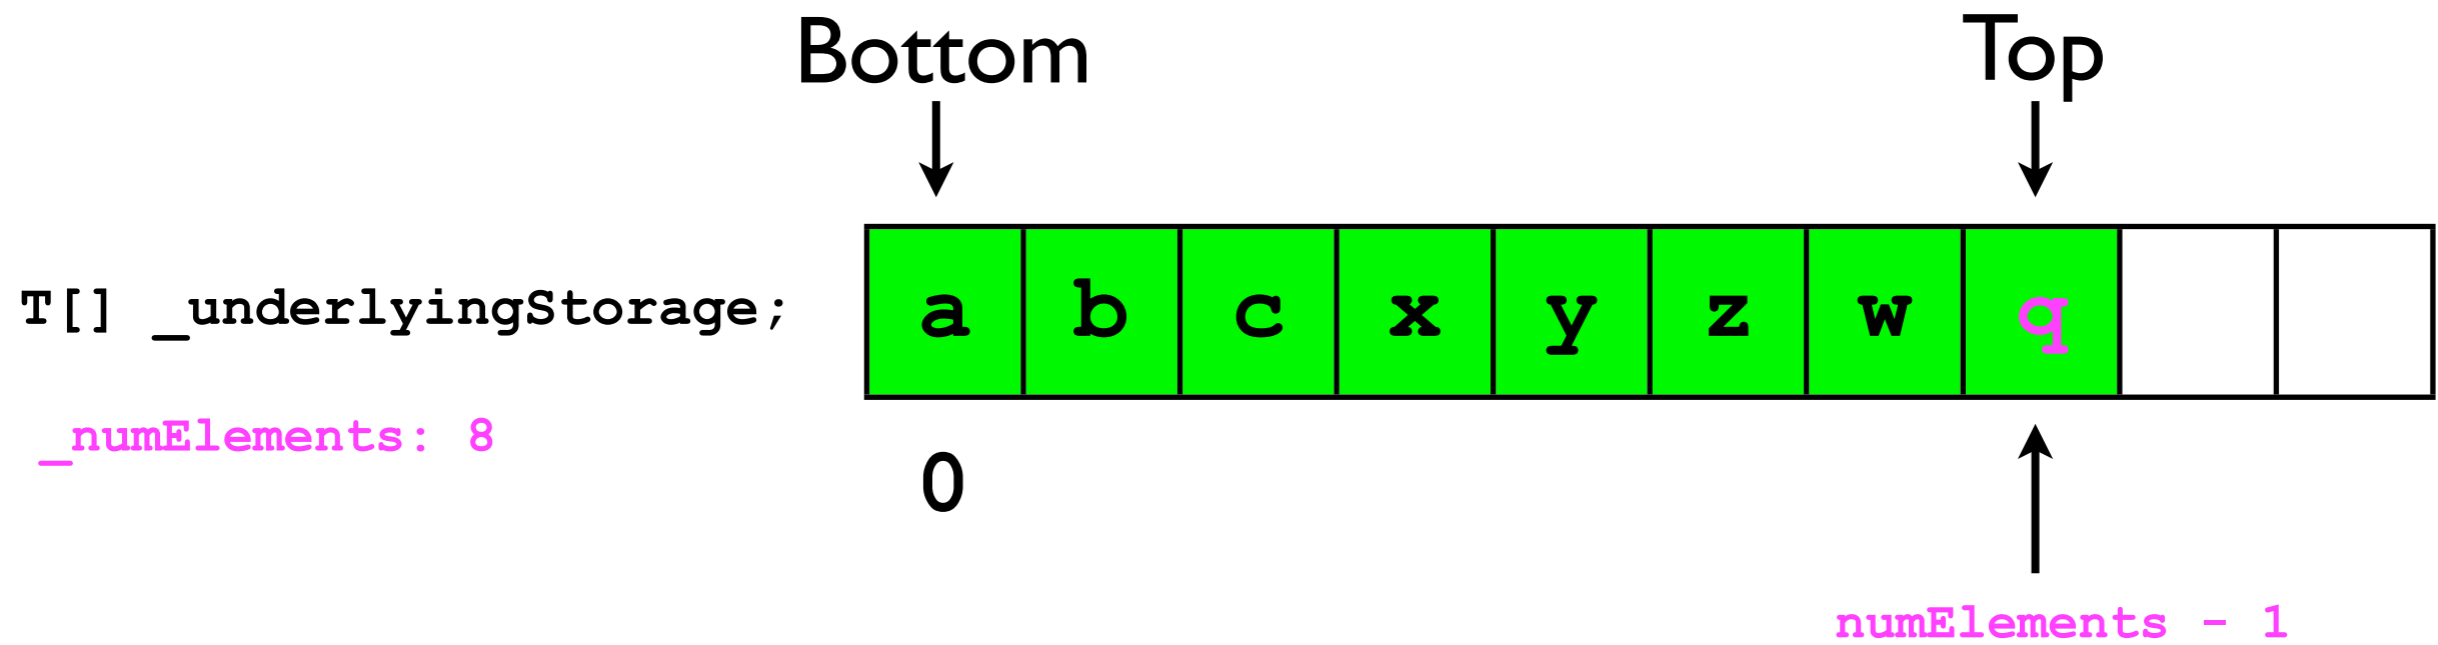 Bottom Top
T[] _underlyingStorage; a b c x y z w q
_numElements: 8
0
numElements - 1